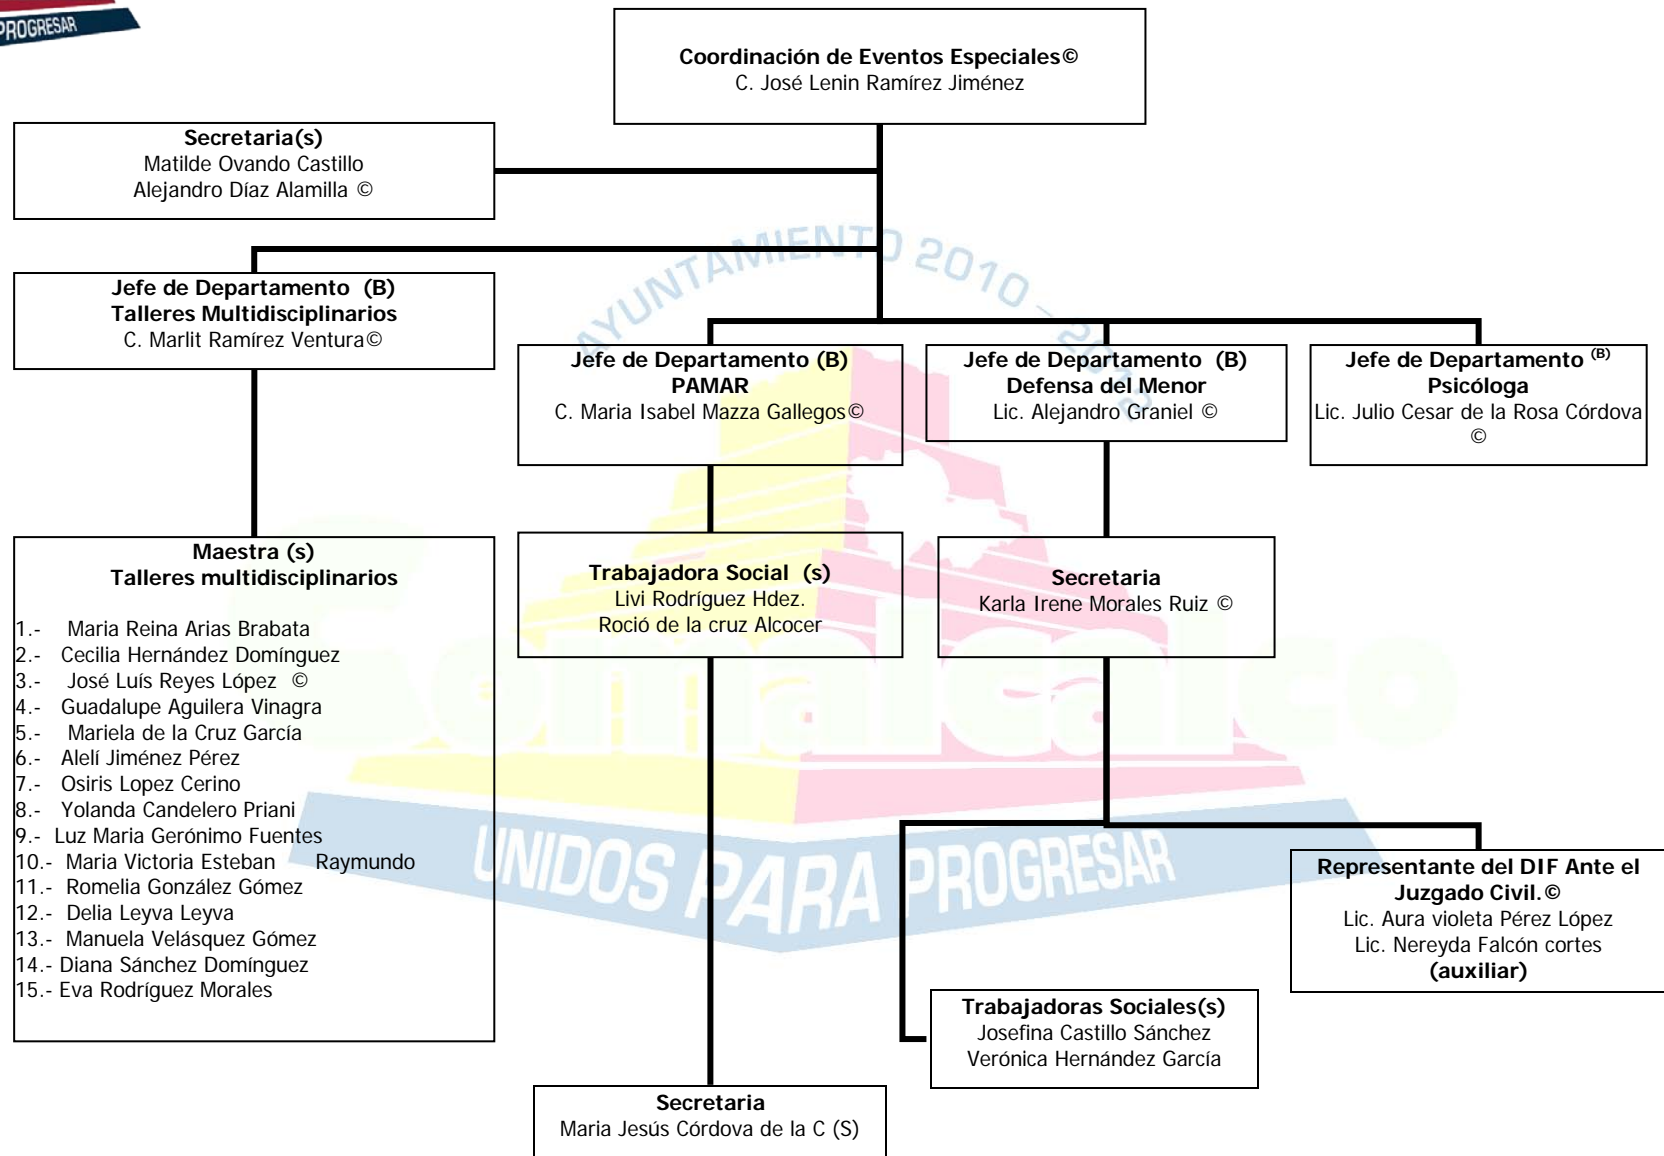 PROGRESAR
Coordinación de Eventos Especiales©
C. José Lenin Ramírez Jiménez
Secretaria(s)
Matilde Ovando Castillo
Alejandro Díaz Alamilla ©
AYUNTAMIENTO 2010 - 2012
Jefe de Departamento (B)
Talleres Multidisciplinarios
C. Marlit Ramírez Ventura©
Jefe de Departamento (B)
PAMAR
C. Maria Isabel Mazza Gallegos©
Jefe de Departamento (B)
Defensa del Menor
Lic. Alejandro Graniel ©
Jefe de Departamento (B)
Psicóloga
Lic. Julio Cesar de la Rosa Córdova
©
Maestra (s)
Talleres multidisciplinarios
1.- Maria Reina Arias Brabata
2.- Cecilia Hernández Domínguez
3.- José Luís Reyes López ©
4.- Guadalupe Aguilera Vinagra
5.- Mariela de la Cruz García
6.- Alelí Jiménez Pérez
7.- Osiris Lopez Cerino
8.- Yolanda Candelero Priani
9.- Luz Maria Gerónimo Fuentes
10.- Maria Victoria Esteban Raymundo
11.- Romelia González Gómez
12.- Delia Leyva Leyva
13.- Manuela Velásquez Gómez
14.- Diana Sánchez Domínguez
15.- Eva Rodríguez Morales
Trabajadora Social (s)
Livi Rodríguez Hdez.
Roció de la cruz Alcocer
Secretaria
Karla Irene Morales Ruiz ©
Comalcalco
UNIDOS PARA PROGRESAR
Representante del DIF Ante el
Juzgado Civil.©
Lic. Aura violeta Pérez López
Lic. Nereyda Falcón cortes
(auxiliar)
Trabajadoras Sociales(s)
Josefina Castillo Sánchez
Verónica Hernández García
Secretaria
Maria Jesús Córdova de la C (S)